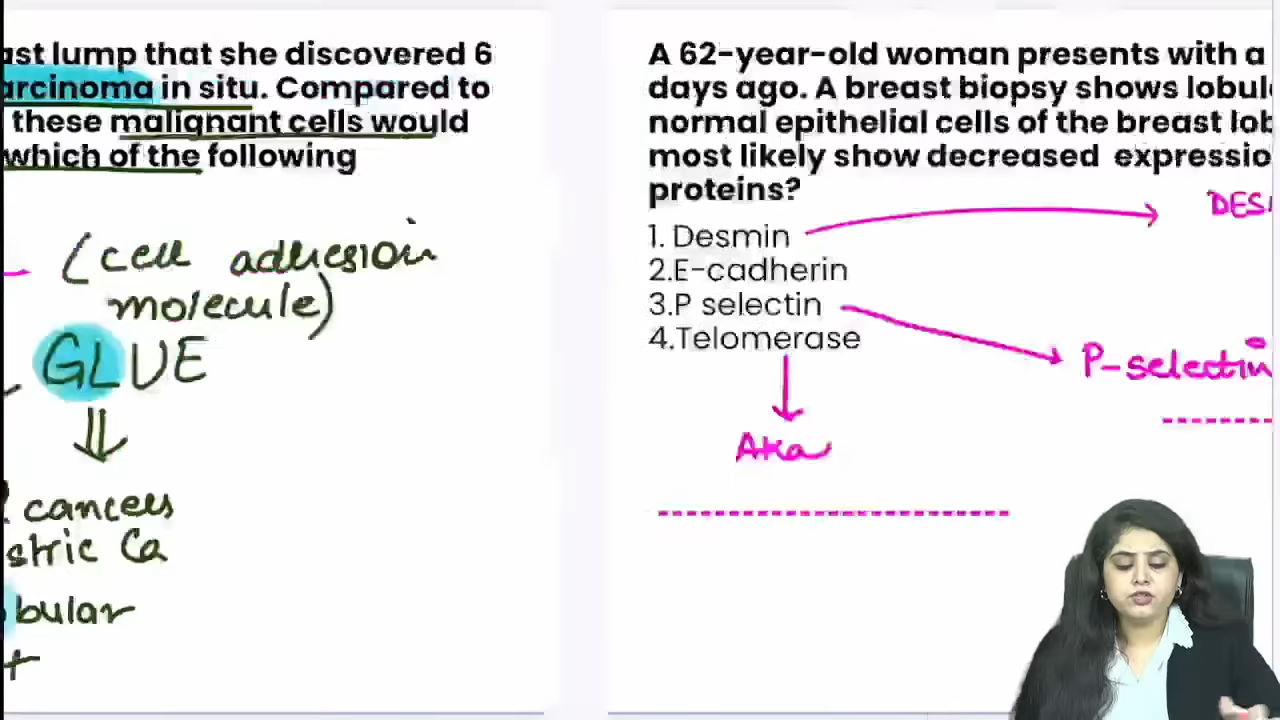 ast lump that she discovered 6
arcinoma in situ. Compared to
these malignant cells would
which of the following
(cell adhesion
molecule)
GLUE
cancers
stric Ca
bular
A 62-year-old woman presents with a
days ago. A breast biopsy shows lobul
normal epithelial cells of the breast lob
most likely show decreased expressio
proteins?
1. Desmin
2.E-cadherin
3.P selectin
4.Telomerase
DES
P-selectin
Aka